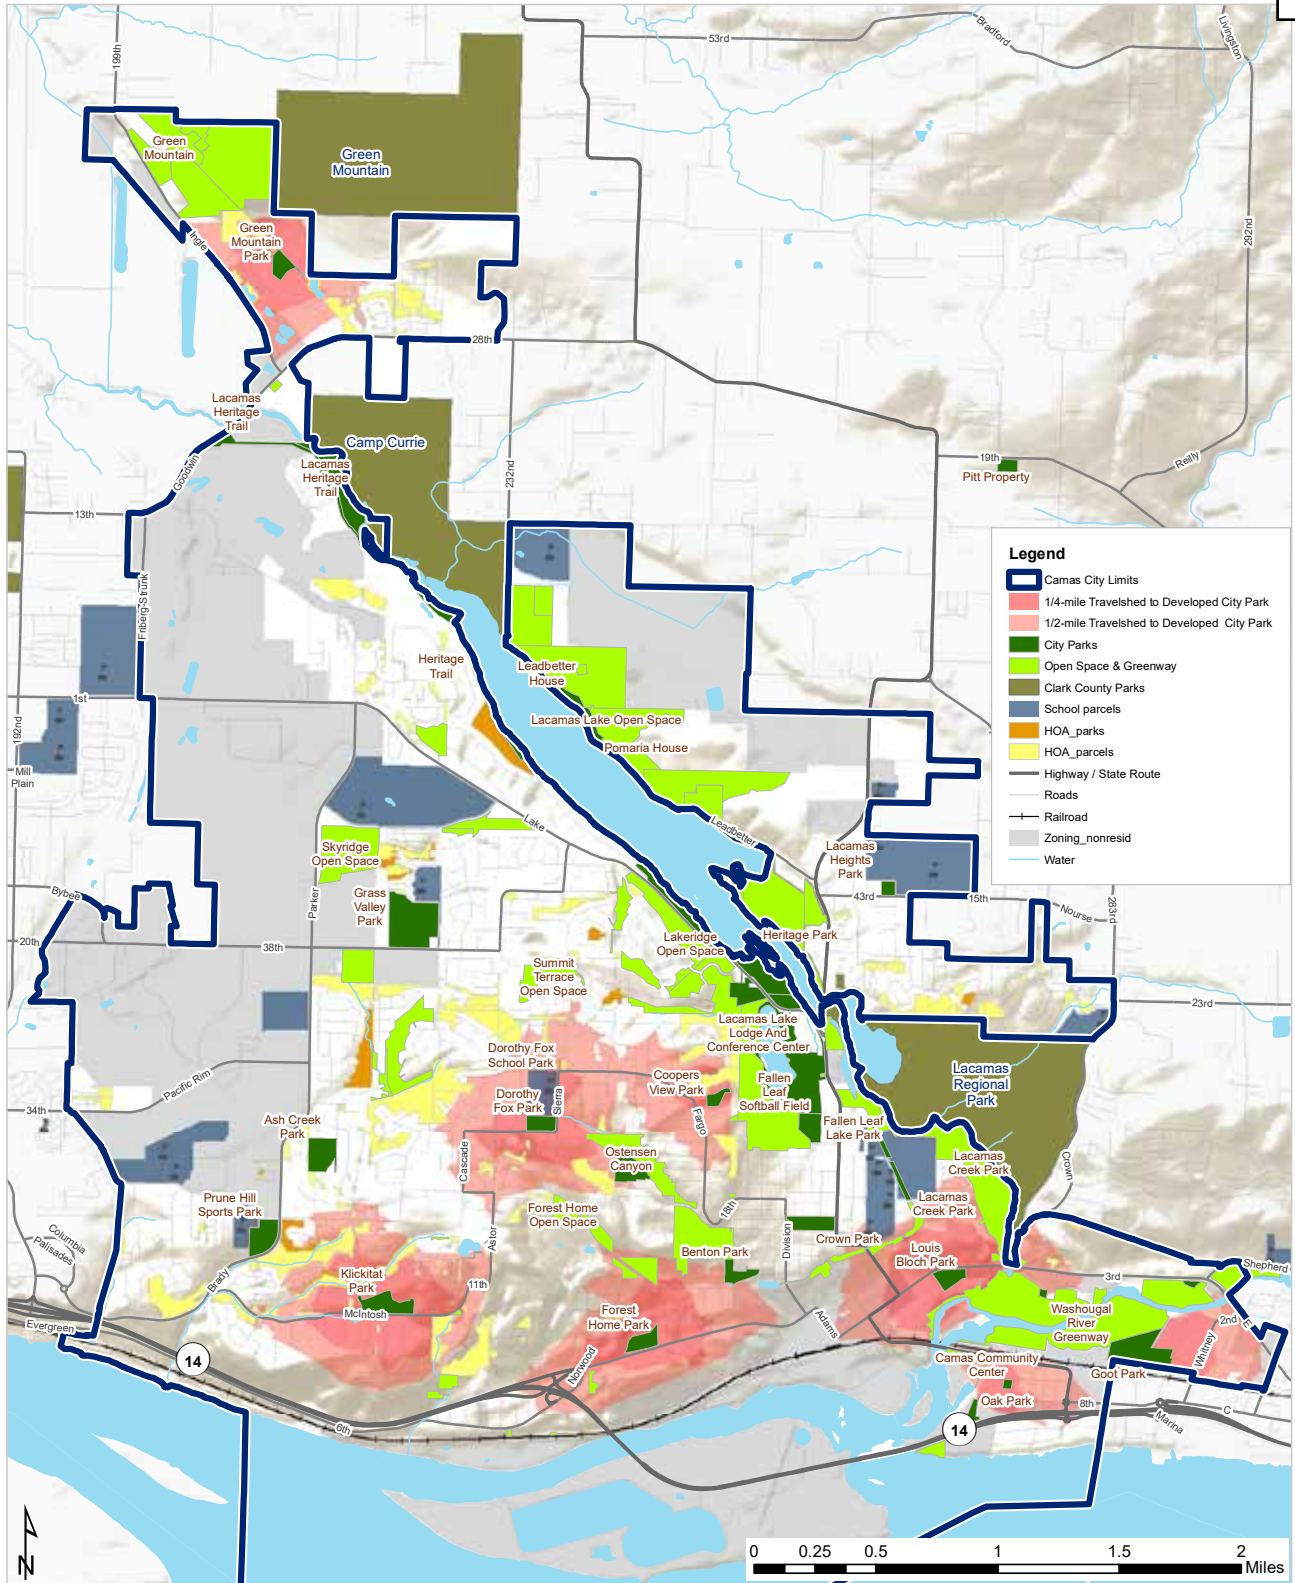 53rd
Bradford
Livingston
199th
Green
Mountain
Green
Mountain
Green
Mountain
Park
Ingle
292nd
28th
Lacamas
Heritage
Trail
Camp Currie
Lacamas
Heritage
Trail
Goodwin
232nd
19th
Reilly
Pitt Property
13th
Friberg-Strunk
Legend
Camas City Limits
1/4-mile Travelshed to Developed City Park
1/2-mile Travelshed to Developed City Park
City Parks
Open Space & Greenway
Clark County Parks
School parcels
HOA_parks
HOA_parcels
Highway / State Route
Roads
Railroad
Zoning_nonresid
Water
Heritage
Trail
Leadbetter
House
1st
192nd
Lacamas Lake Open Space
Pomaria House
Mill
Plain
Lake
Leadbetter
Skyridge
Open Space
Lacamas
Heights
Park
Bybee
Parker
Grass
Valley
Park
43rd
15th
Nourse
283rd
20th
38th
Lakeridge
Open Space
Heritage Park
Summit
Terrace
Open Space
23rd
Lacamas Lake
Lodge And
Conference Center
Dorothy Fox
School Park
Pacific Rim
Coopers
View Park
Fallen
Leaf
Softball Field
Lacamas
Regional
Park
34th
Dorothy
Fox Park
Sierra
Fargo
Ash Creek
Park
Fallen Leaf
Lake Park
Cascade
Ostensen
Canyon
Lacamas
Creek Park
Crown
Prune Hill
Sports Park
Lacamas
Creek Park
Forest Home
Open Space
18th
Columbia
Palisades
Astor
Division
Crown Park
Benton Park
Louis
Bloch Park
Shepherd
Brady
Klickitat
Park
11th
3rd
McIntosh
Forest
Home Park
Adams
Washougal
River
Greenway
2nd
E
Evergreen
Whitney
14
Norwood
Camas Community
Center
Goot Park
Oak Park
8th
C
6th
14
Marina
N
0 0.25 0.5 1 1.5 2
Miles